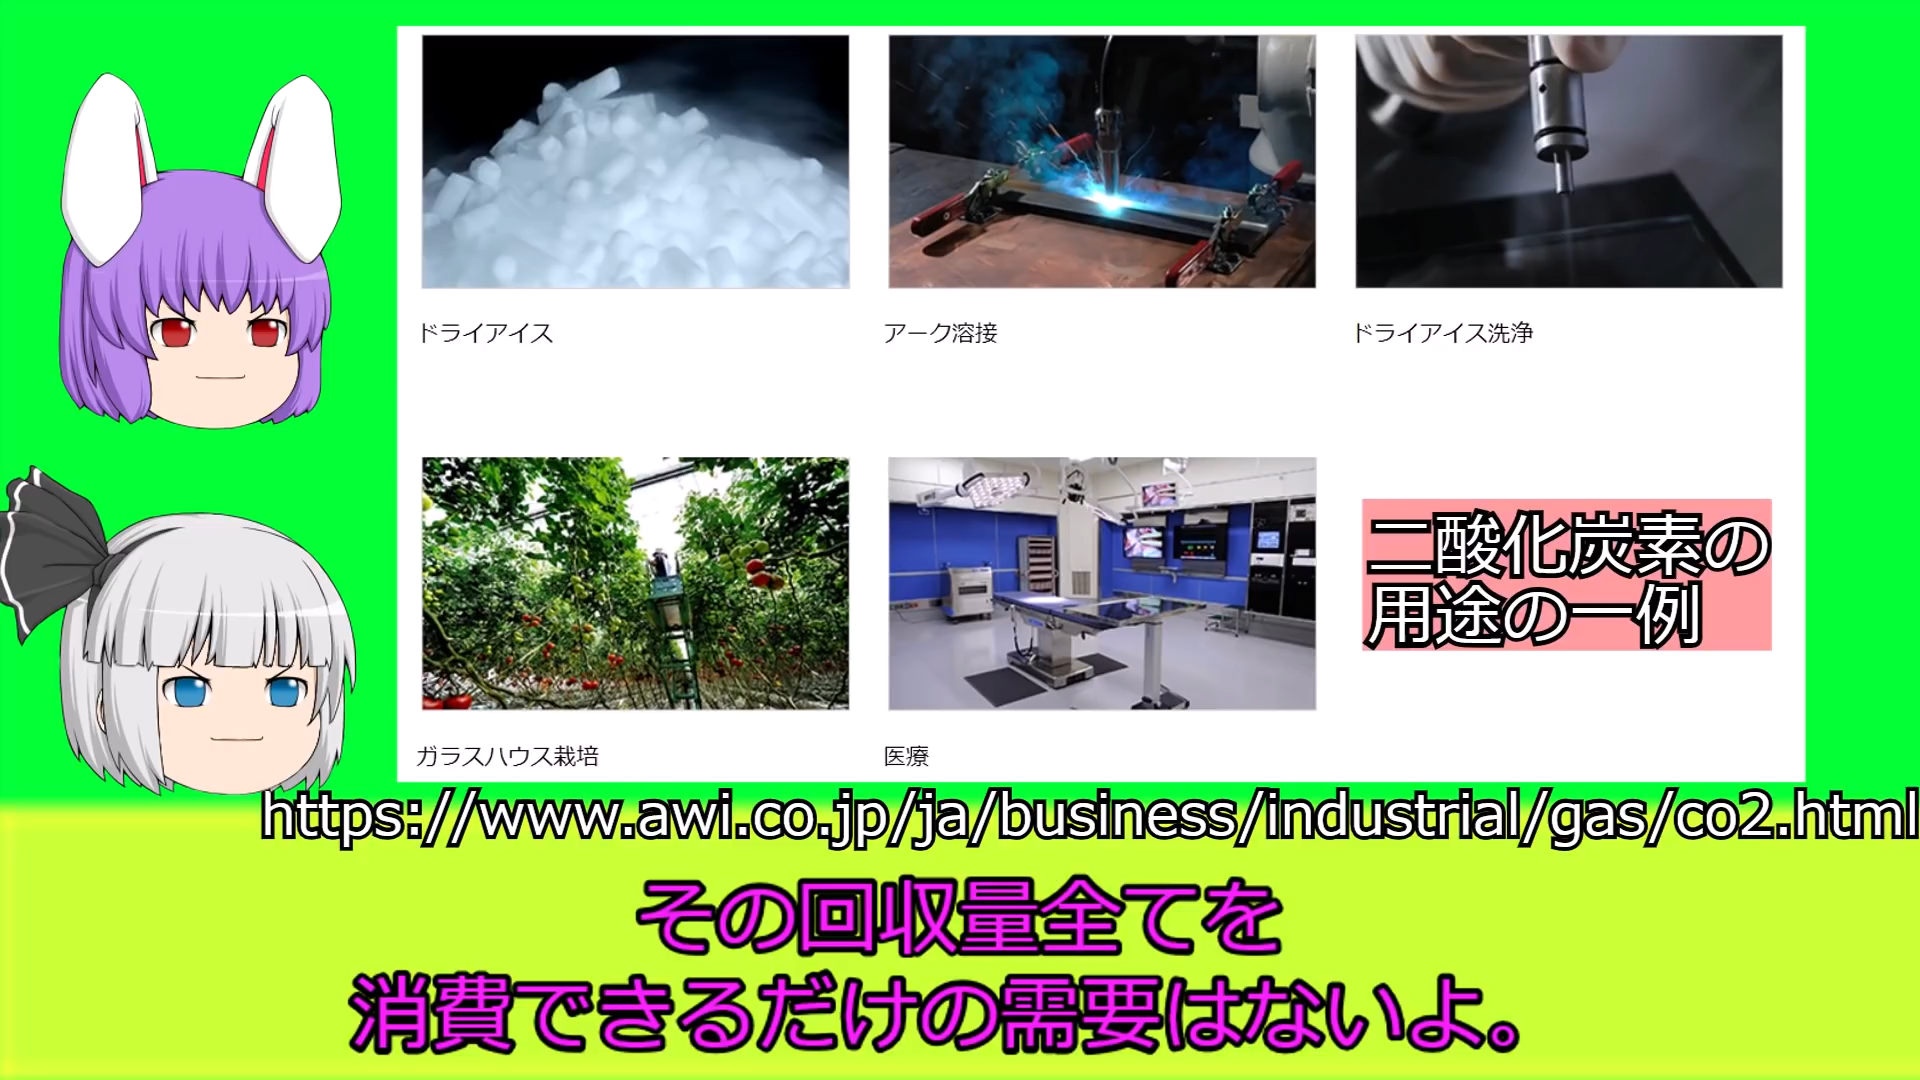 ドライアイス
アーク溶接
ドライアイス洗浄
ガラスハウス栽培
医療
二酸化炭素の
用途の一例
https://www.awi.co.jp/ja/business/industrial/gas/co2.html
その回収量全てを
消費できるだけの需要はないよ。